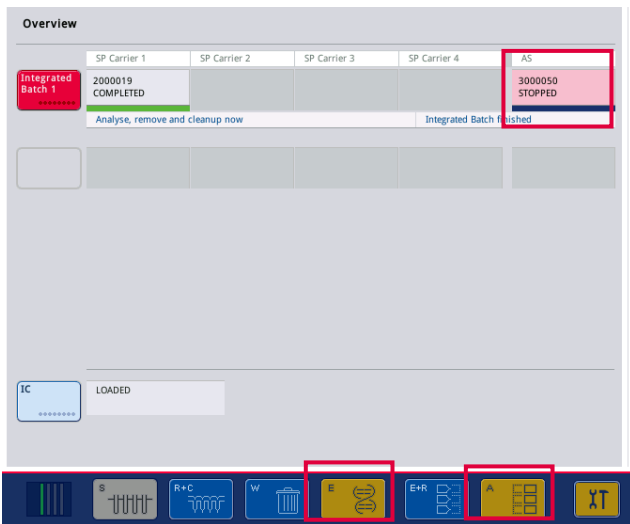 Overview
SP Carrier 1 SP Carrier 2 SP Carrier 3 SP Carrier 4 AS
Integrated
Batch 1
2000019
COMPLETED
3000050
STOPPED
Analyse, remove and cleanup now Integrated Batch finished
IC
LOADED
S R+C W E E+R A